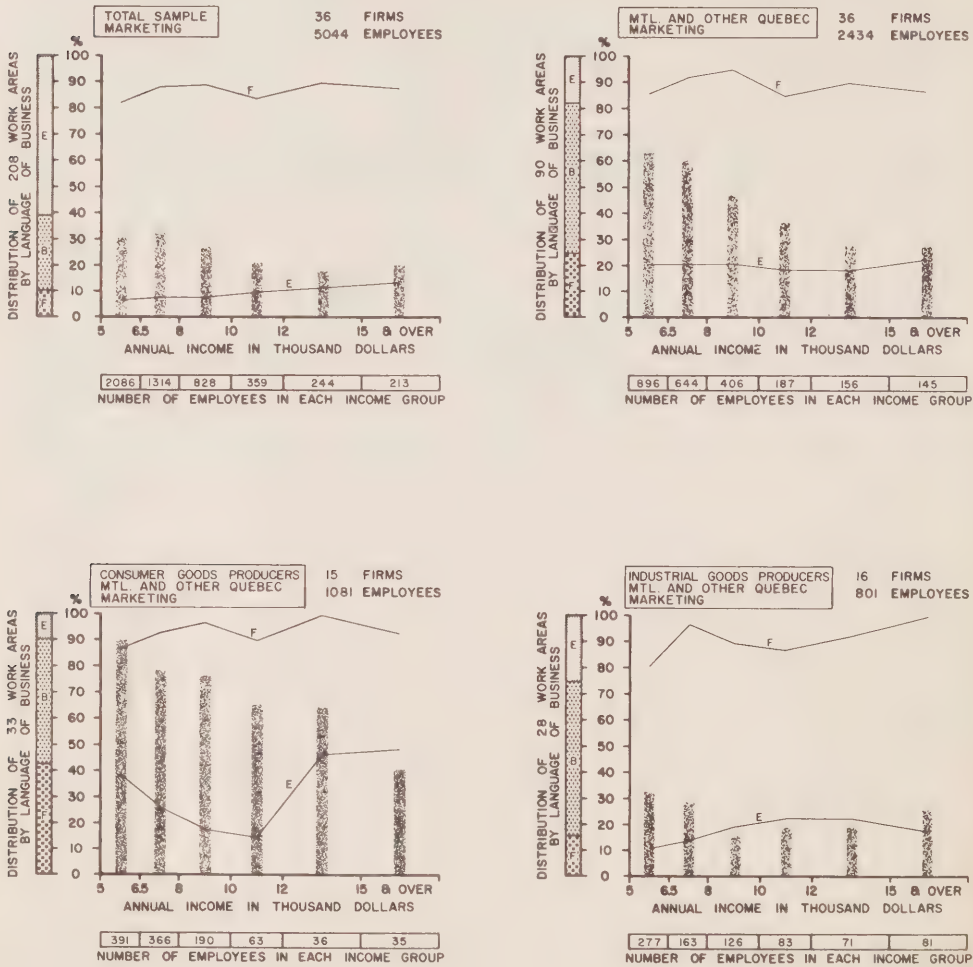 TOTAL SAMPLE
MARKETING
36 FIRMS
5044 EMPLOYEES
DISTRIBUTION OF 208 WORK AREAS
BY LANGUAGE OF BUSINESS
E
B
F
%
100
90
80
70
60
50
40
30
20
10
0
F
E
5 6.5 8 10 12 15 & OVER
ANNUAL INCOME IN THOUSAND DOLLARS
2086 1314 828 359 244 213
NUMBER OF EMPLOYEES IN EACH INCOME GROUP
MTL. AND OTHER QUEBEC
MARKETING
36 FIRMS
2434 EMPLOYEES
DISTRIBUTION OF 90 WORK AREAS
BY LANGUAGE OF BUSINESS
E
B
F
%
100
90
80
70
60
50
40
30
20
10
0
F
E
5 6.5 8 10 12 15 & OVER
ANNUAL INCOME IN THOUSAND DOLLARS
896 644 406 187 156 145
NUMBER OF EMPLOYEES IN EACH INCOME GROUP
CONSUMER GOODS PRODUCERS
MTL. AND OTHER QUEBEC
MARKETING
15 FIRMS
1081 EMPLOYEES
DISTRIBUTION OF 33 WORK AREAS
BY LANGUAGE OF BUSINESS
E
B
F
%
100
90
80
70
60
50
40
30
20
10
0
F
E
5 6.5 8 10 12 15 & OVER
ANNUAL INCOME IN THOUSAND DOLLARS
391 366 190 63 36 35
NUMBER OF EMPLOYEES IN EACH INCOME GROUP
INDUSTRIAL GOODS PRODUCERS
MTL. AND OTHER QUEBEC
MARKETING
16 FIRMS
801 EMPLOYEES
DISTRIBUTION OF 28 WORK AREAS
BY LANGUAGE OF BUSINESS
E
B
F
%
100
90
80
70
60
50
40
30
20
10
0
F
E
5 6.5 8 10 12 15 & OVER
ANNUAL INCOME IN THOUSAND DOLLARS
277 163 126 83 71 81
NUMBER OF EMPLOYEES IN EACH INCOME GROUP